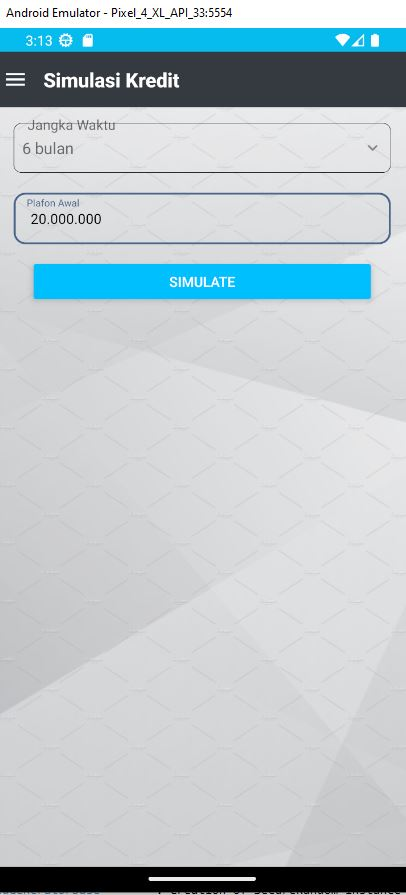 Android Emulator - Pixel_4_XL_API_33:5554
3:13
Simulasi Kredit
Jangka Waktu
6 bulan
Plafon Awal
20.000.000
SIMULATE